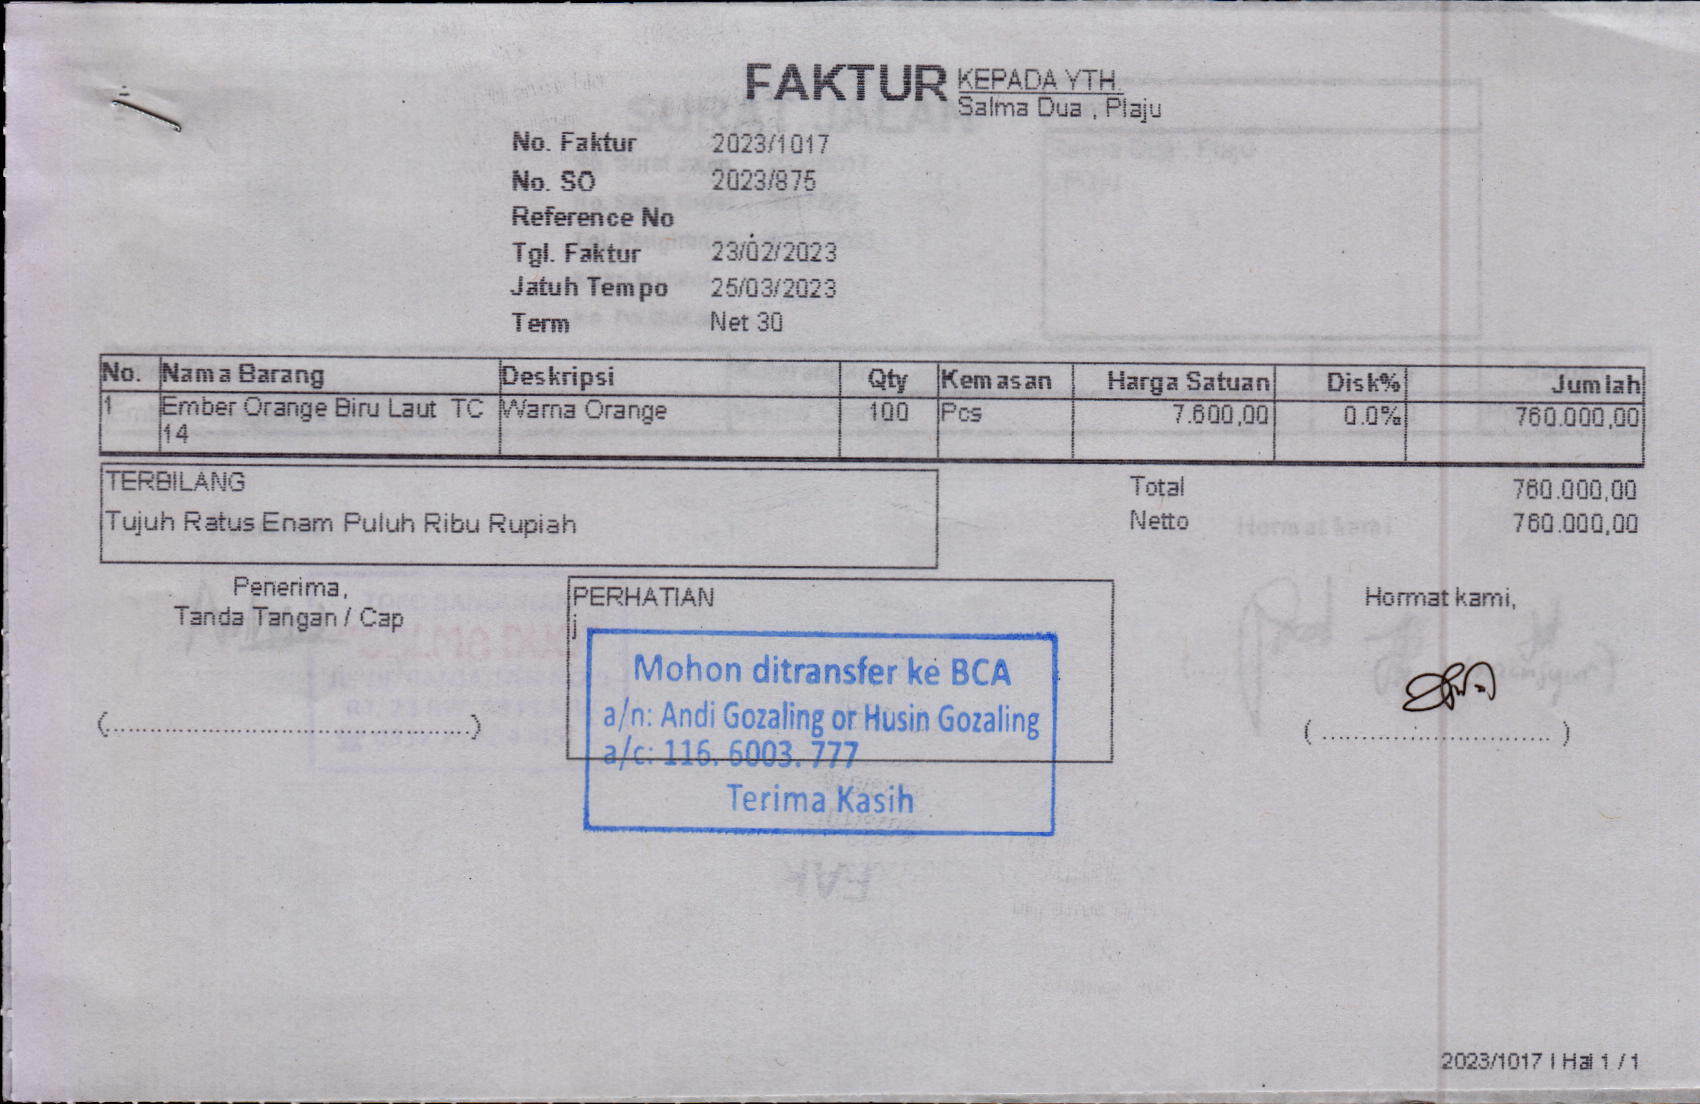 FAKTUR
KEPADA YTH.
Salma Dua , Plaju
No. Faktur 2023/1017
No. SO 2023/875
Reference No
Tgl. Faktur 23/02/2023
Jatuh Tempo 25/03/2023
Term Net 30
No. Nama Barang Deskripsi Qty Kemasan Harga Satuan Disk% Jumlah
1 Ember Orange Biru Laut TC Warna Orange 100 Pcs 7.600,00 0.0% 760.000,00
14
TERBILANG
Tujuh Ratus Enam Puluh Ribu Rupiah
Total 760.000,00
Netto 760.000,00
Penerima,
Tanda Tangan / Cap
(..........................................................)
PERHATIAN
j
Mohon ditransfer ke BCA
a/n: Andi Gozaling or Husin Gozaling
a/c: 116. 6003. 777
Terima Kasih
Hormat kami,
( .................................... )
2023/1017 | Hal 1 / 1